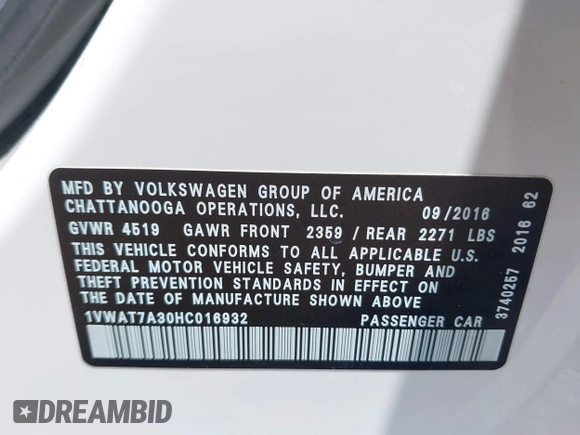 MFD BY VOLKSWAGEN GROUP OF AMERICA
CHATTANOOGA OPERATIONS, LLC. 09/2016
GVWR 4519 GAWR FRONT 2359 / REAR 2271 LBS
THIS VEHICLE CONFORMS TO ALL APPLICABLE U.S.
FEDERAL MOTOR VEHICLE SAFETY, BUMPER AND
THEFT PREVENTION STANDARDS IN EFFECT ON THE
DATE OF MANUFACTURE SHOWN ABOVE
1VWAT7A30HC016932 PASSENGER CAR
3740257 2016 62
DREAMBID